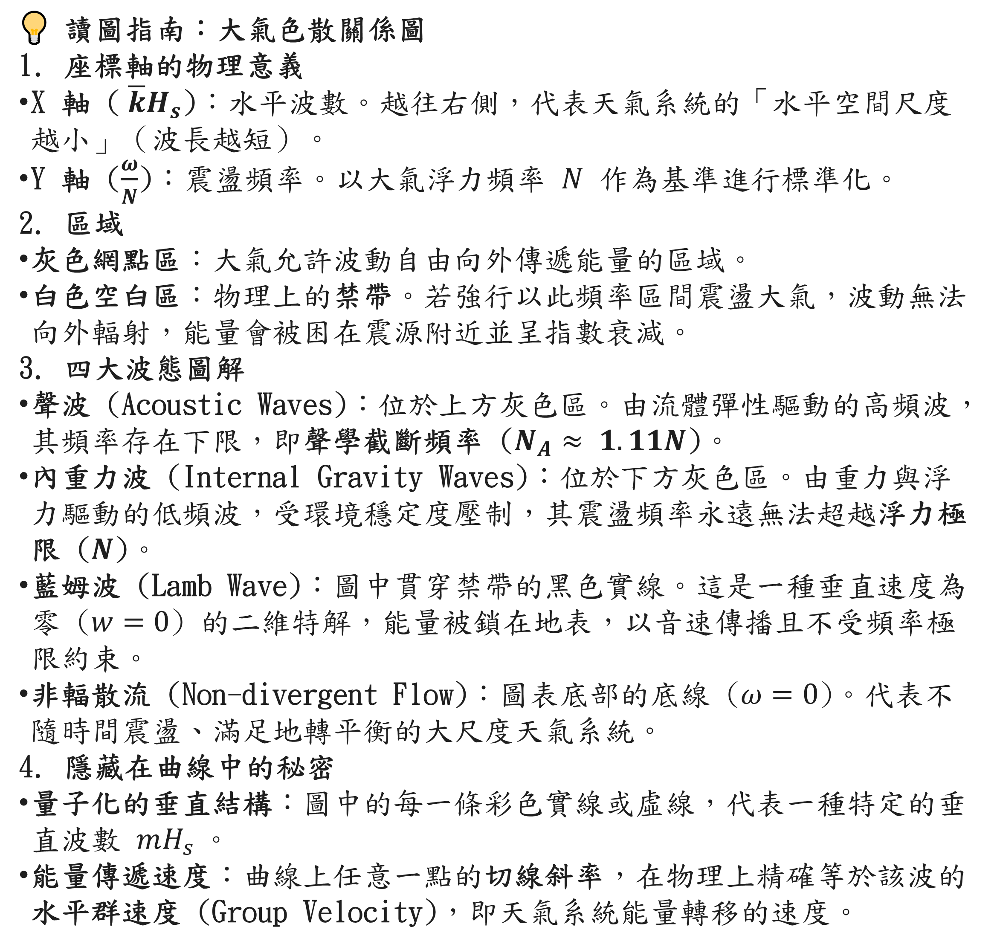 💡 讀圖指南：大氣色散關係圖
1. 座標軸的物理意義
•X 軸 ( k̅Hₛ)：水平波數。越往右側，代表天氣系統的「水平空間尺度
越小」（波長越短）。
•Y 軸 (ω/N)：震盪頻率。以大氣浮力頻率 N 作為基準進行標準化。
2. 區域
•灰色網點區：大氣允許波動自由向外傳遞能量的區域。
•白色空白區：物理上的禁帶。若強行以此頻率區間震盪大氣，波動無法
向外輻射，能量會被困在震源附近並呈指數衰減。
3. 四大波態圖解
•聲波 (Acoustic Waves)：位於上方灰色區。由流體彈性驅動的高頻波，
其頻率存在下限，即聲學截斷頻率 (N_A ≈ 1.11N)。
•內重力波 (Internal Gravity Waves)：位於下方灰色區。由重力與浮
力驅動的低頻波，受環境穩定度壓制，其震盪頻率永遠無法超越浮力極
限 (N)。
•藍姆波 (Lamb Wave)：圖中貫穿禁帶的黑色實線。這是一種垂直速度為
零 (w = 0) 的二維特解，能量被鎖在地表，以音速傳播且不受頻率極
限約束。
•非輻散流 (Non-divergent Flow)：圖表底部的底線 (ω = 0)。代表不
隨時間震盪、滿足地轉平衡的大尺度天氣系統。
4. 隱藏在曲線中的秘密
•量子化的垂直結構：圖中的每一條彩色實線或虛線，代表一種特定的垂
直波數 mHₛ 。
•能量傳遞速度：曲線上任意一點的切線斜率，在物理上精確等於該波的
水平群速度 (Group Velocity)，即天氣系統能量轉移的速度。